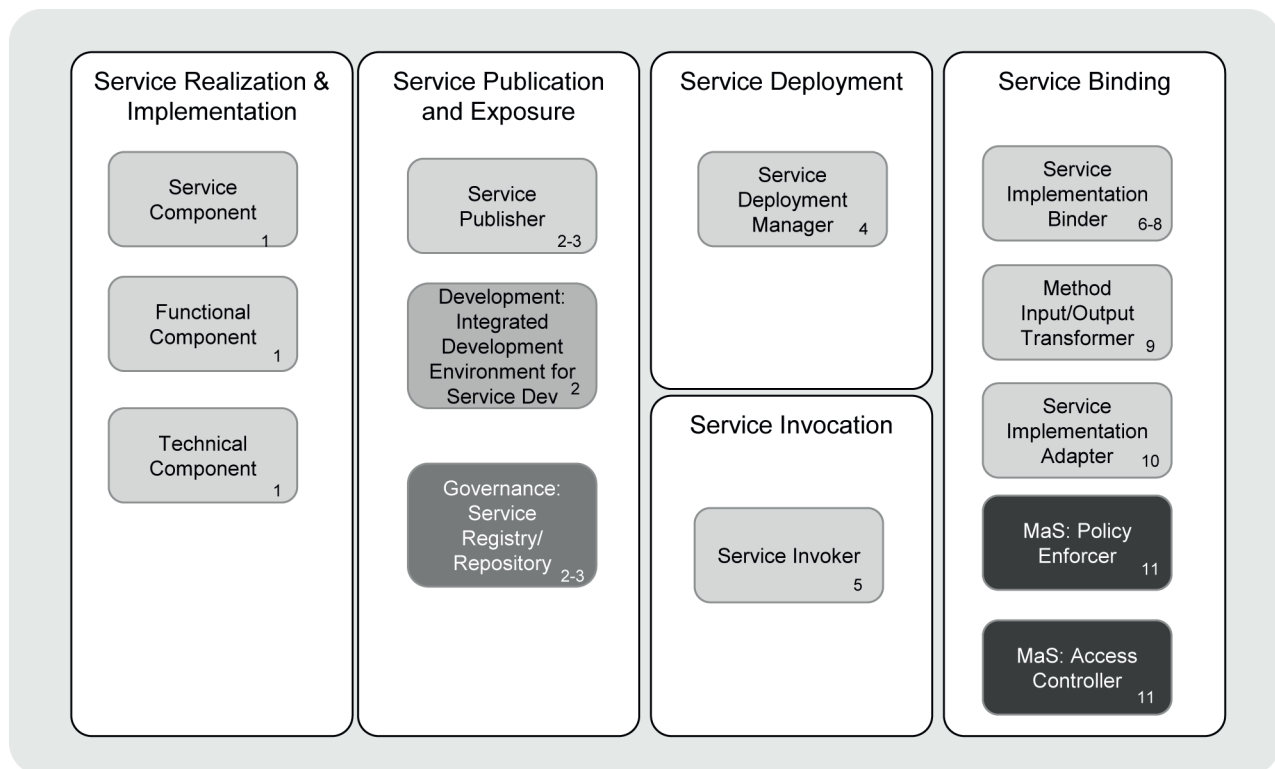 Service Realization &
Implementation
Service
Component
1
Functional
Component
1
Technical
Component
1
Service Publication
and Exposure
Service
Publisher
2-3
Development:
Integrated
Development
Environment for
Service Dev
2
Governance:
Service
Registry/
Repository
2-3
Service Deployment
Service
Deployment
Manager
4
Service Invocation
Service Invoker
5
Service Binding
Service
Implementation
Binder
6-8
Method
Input/Output
Transformer
9
Service
Implementation
Adapter
10
MaS: Policy
Enforcer
11
MaS: Access
Controller
11